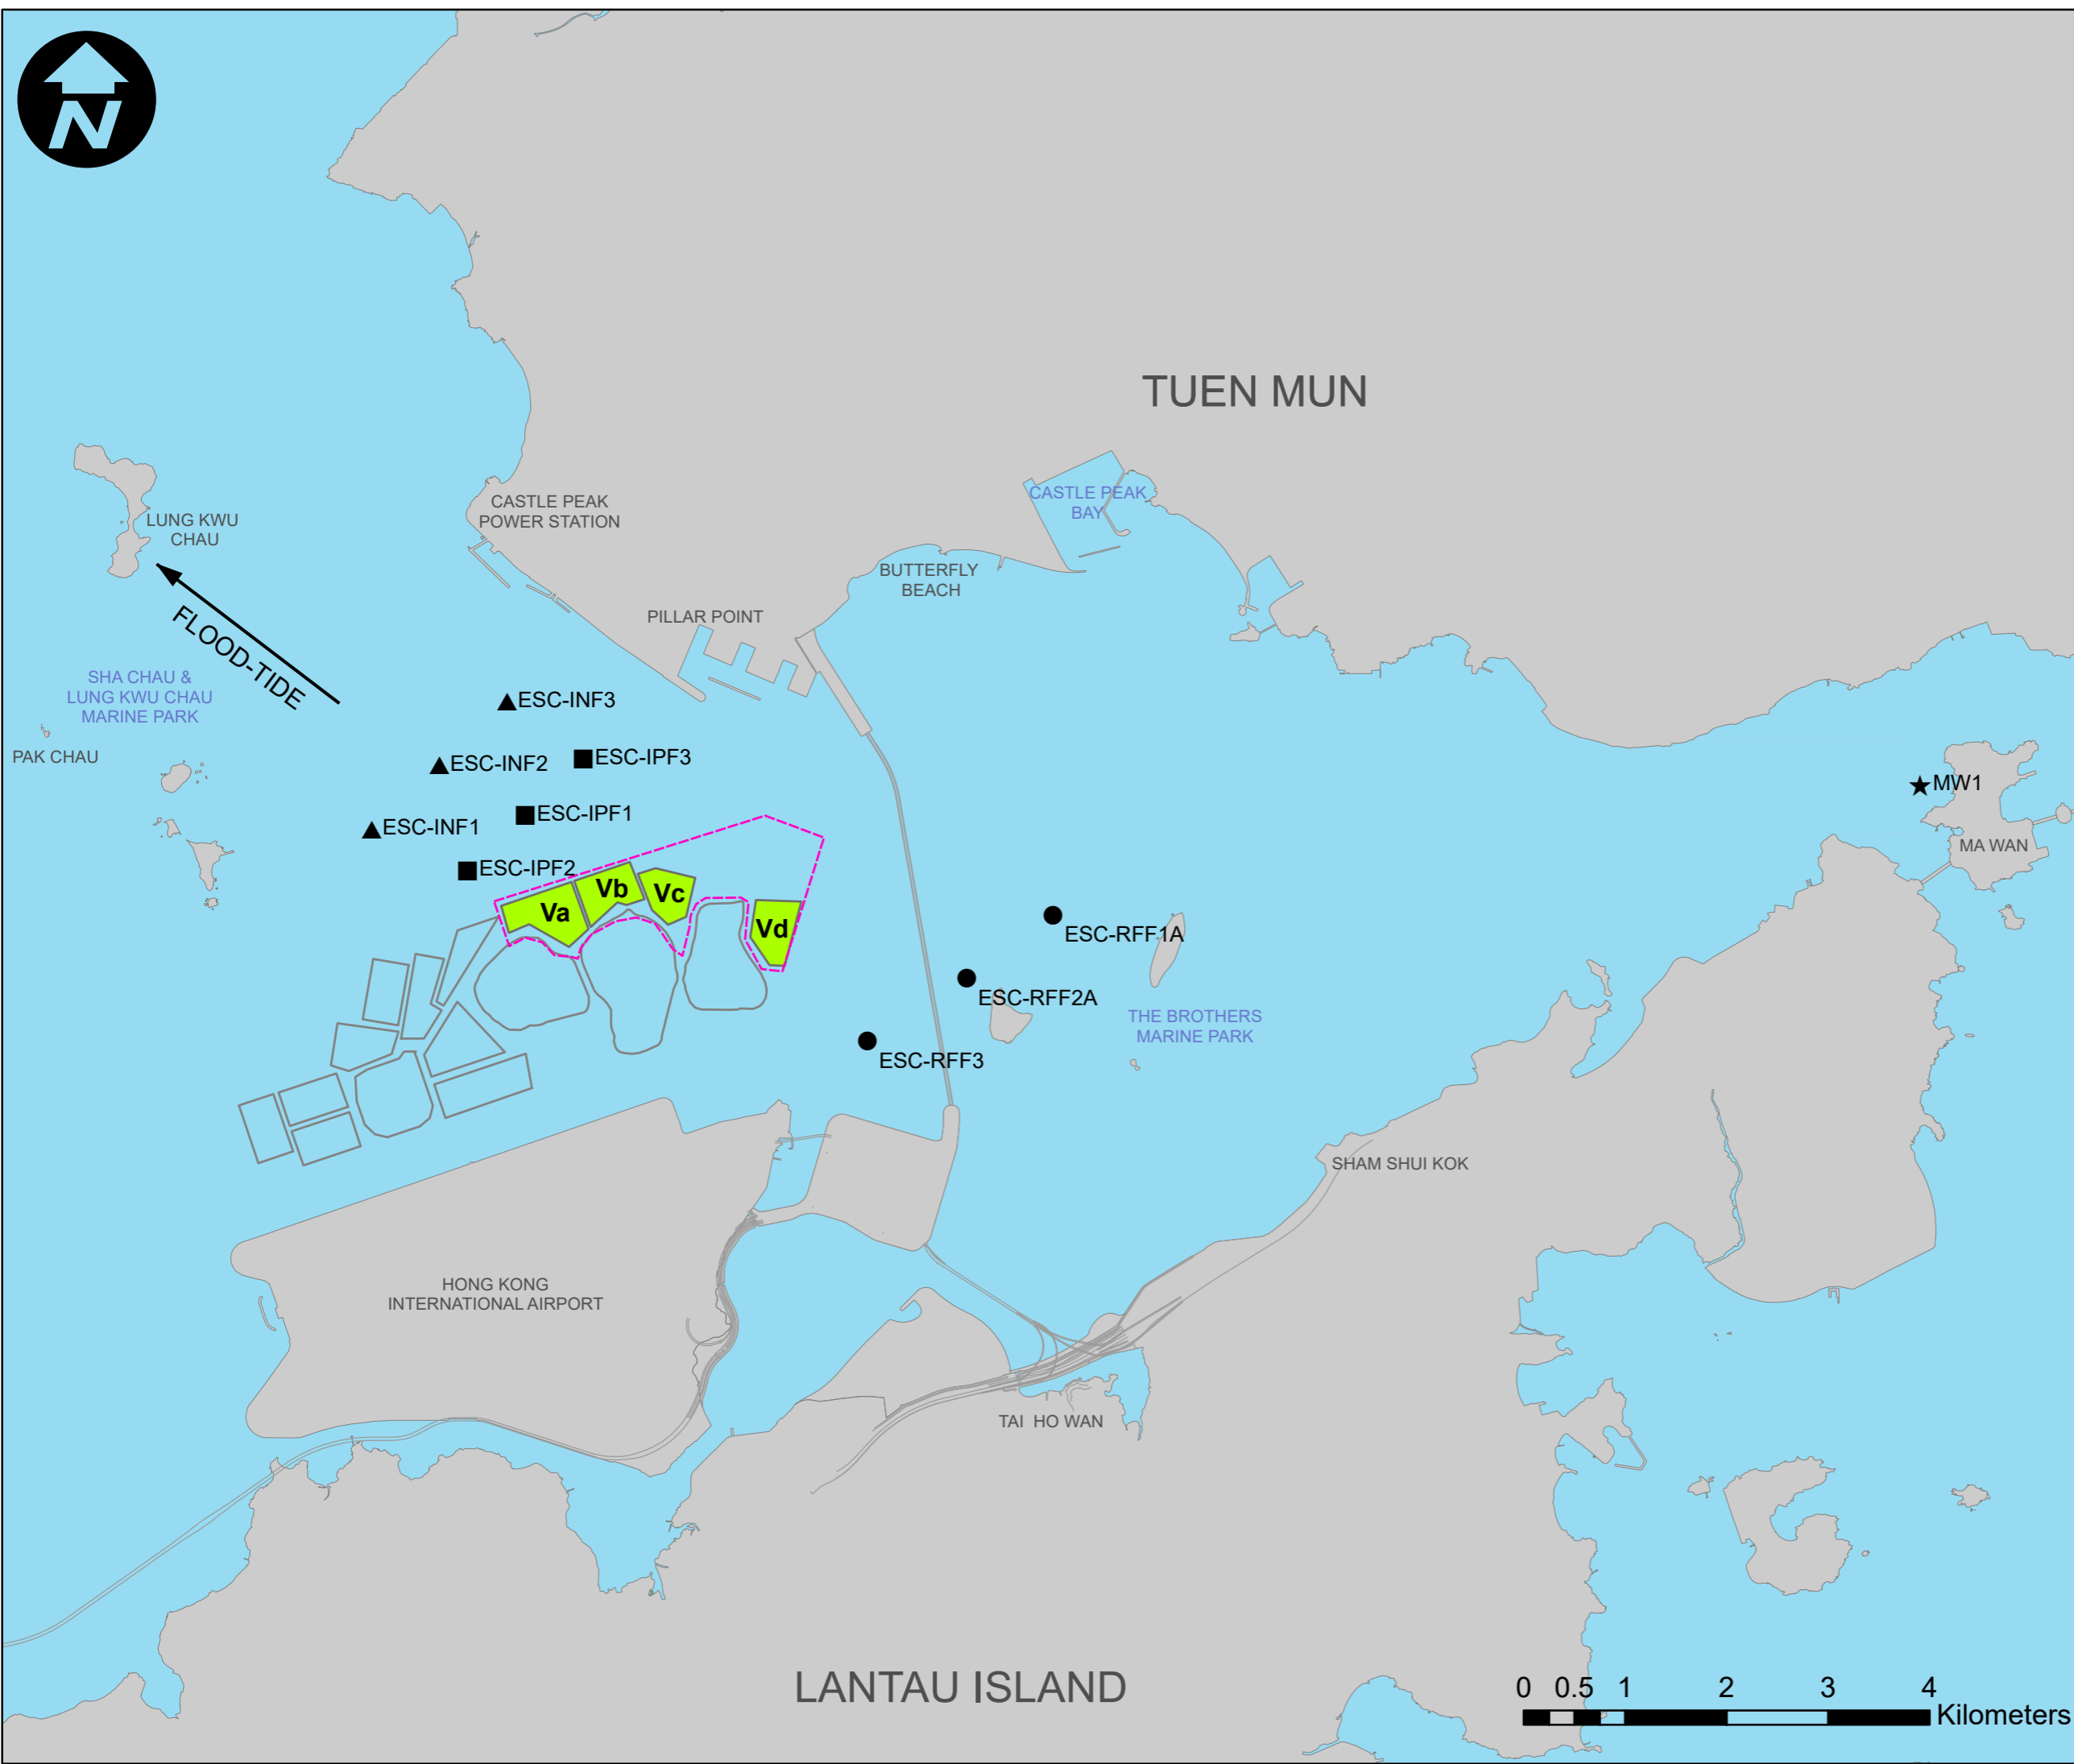 N
TUEN MUN
CASTLE PEAK
POWER STATION
CASTLE PEAK
BAY
LUNG KWU
CHAU
BUTTERFLY
BEACH
PILLAR POINT
FLOOD-TIDE
SHA CHAU &
LUNG KWU CHAU
MARINE PARK
PAK CHAU
ESC-INF3
ESC-INF2
ESC-IPF3
ESC-INF1
ESC-IPF1
ESC-IPF2
MW1
MA WAN
Va
Vb
Vc
Vd
ESC-RFF1A
ESC-RFF2A
ESC-RFF3
THE BROTHERS
MARINE PARK
SHAM SHUI KOK
HONG KONG
INTERNATIONAL AIRPORT
TAI HO WAN
LANTAU ISLAND
0 0.5 1 2 3 4
Kilometers